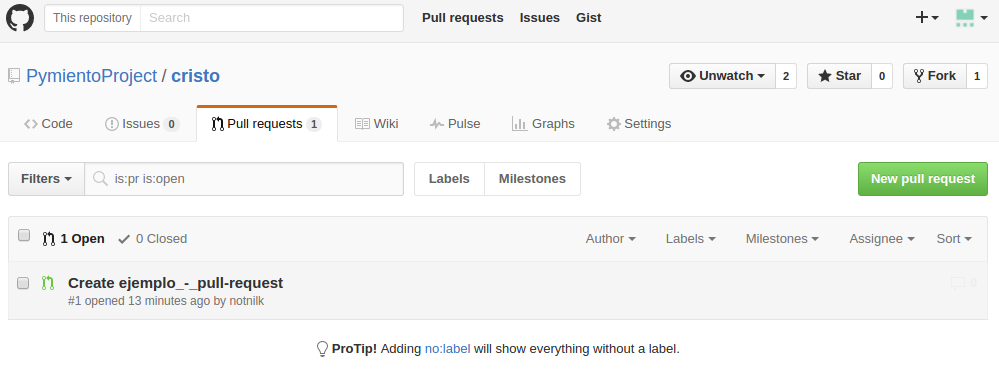 This repository Search Pull requests Issues Gist
PymientoProject / cristo Unwatch 2 Star 0 Fork 1
Code Issues 0 Pull requests 1 Wiki Pulse Graphs Settings
Filters is:pr is:open Labels Milestones New pull request
1 Open 0 Closed Author Labels Milestones Assignee Sort
Create ejemplo_-_pull-request 0
#1 opened 13 minutes ago by notnilk
ProTip! Adding no:label will show everything without a label.